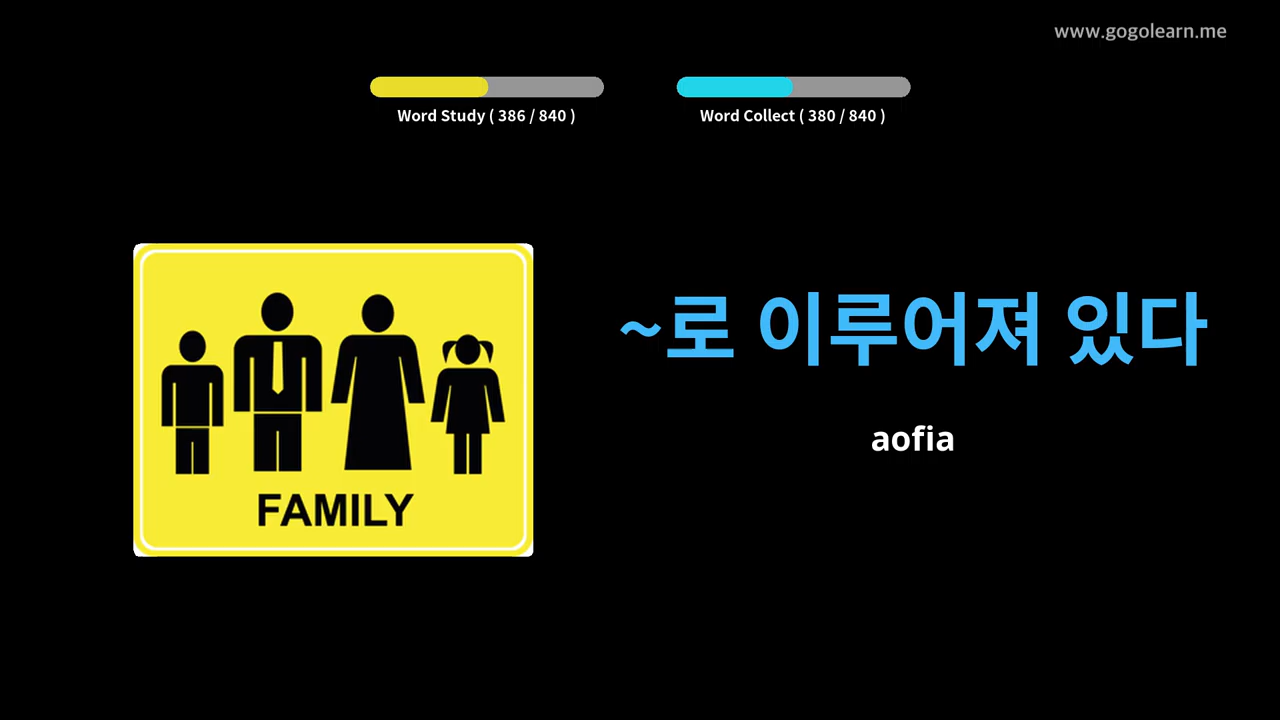 www.gogolearn.me
Word Study ( 386 / 840 )
Word Collect ( 380 / 840 )
FAMILY
~로 이루어져 있다
aofia